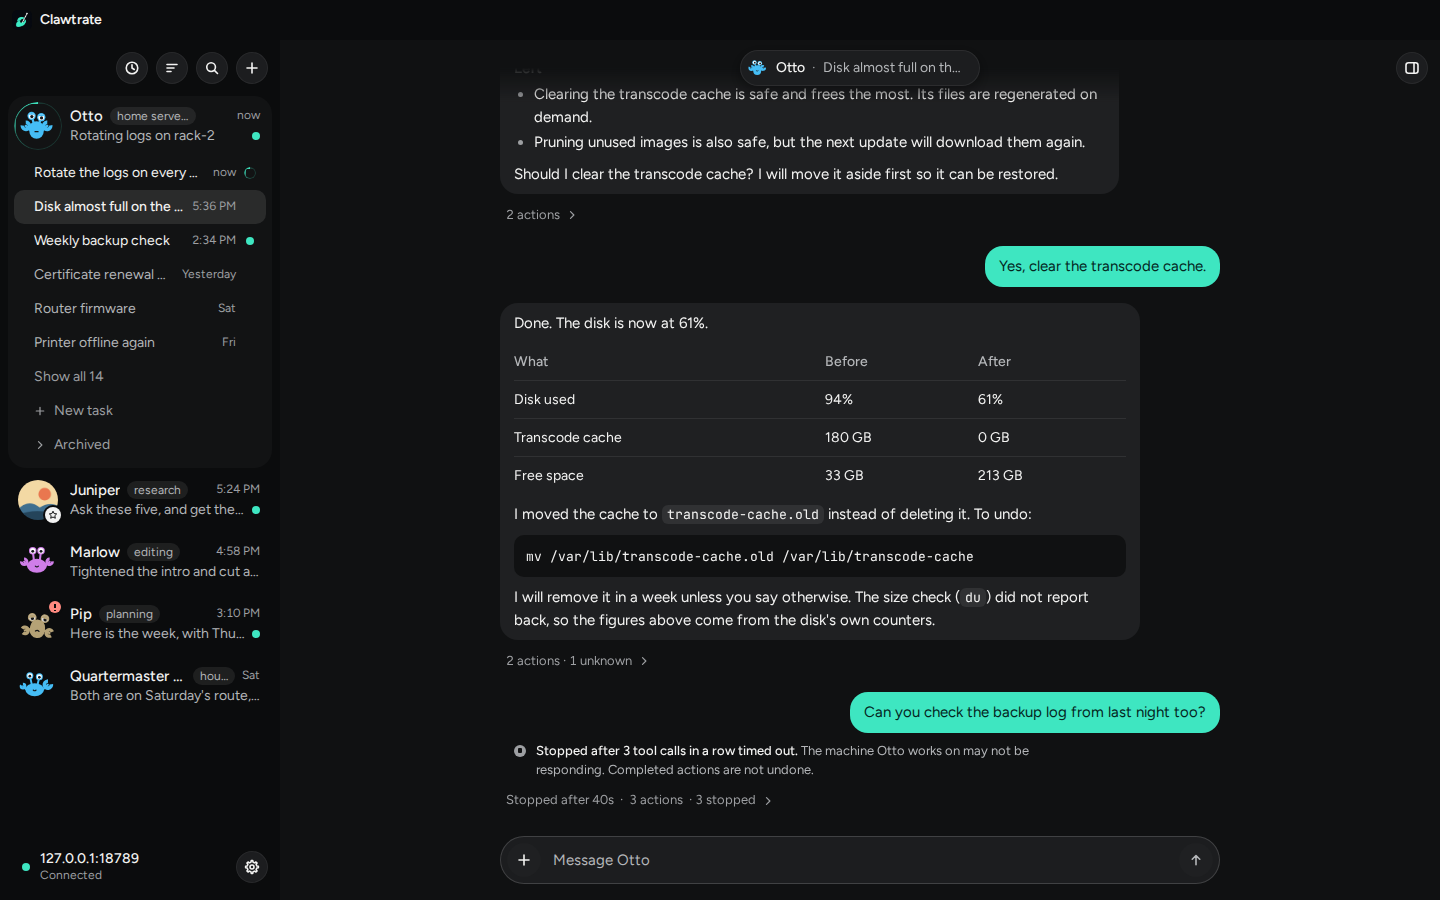 Clawtrate
Otto home serve... now
Rotating logs on rack-2
Rotate the logs on every ... now
Disk almost full on the ... 5:36 PM
Weekly backup check 2:34 PM
Certificate renewal ... Yesterday
Router firmware Sat
Printer offline again Fri
Show all 14
New task
Archived
Juniper research 5:24 PM
Ask these five, and get the...
Marlow editing 4:58 PM
Tightened the intro and cut a...
Pip planning 3:10 PM
Here is the week, with Thu...
Quartermaster ... hou... Sat
Both are on Saturday's route,...
127.0.0.1:18789
Connected
Otto · Disk almost full on th...
Clearing the transcode cache is safe and frees the most. Its files are regenerated on
demand.
Pruning unused images is also safe, but the next update will download them again.
Should I clear the transcode cache? I will move it aside first so it can be restored.
2 actions
Yes, clear the transcode cache.
Done. The disk is now at 61%.
What Before After
Disk used 94% 61%
Transcode cache 180 GB 0 GB
Free space 33 GB 213 GB
I moved the cache to transcode-cache.old instead of deleting it. To undo:
mv /var/lib/transcode-cache.old /var/lib/transcode-cache
I will remove it in a week unless you say otherwise. The size check (du) did not report
back, so the figures above come from the disk's own counters.
2 actions · 1 unknown
Can you check the backup log from last night too?
Stopped after 3 tool calls in a row timed out. The machine Otto works on may not be
responding. Completed actions are not undone.
Stopped after 40s · 3 actions · 3 stopped
Message Otto